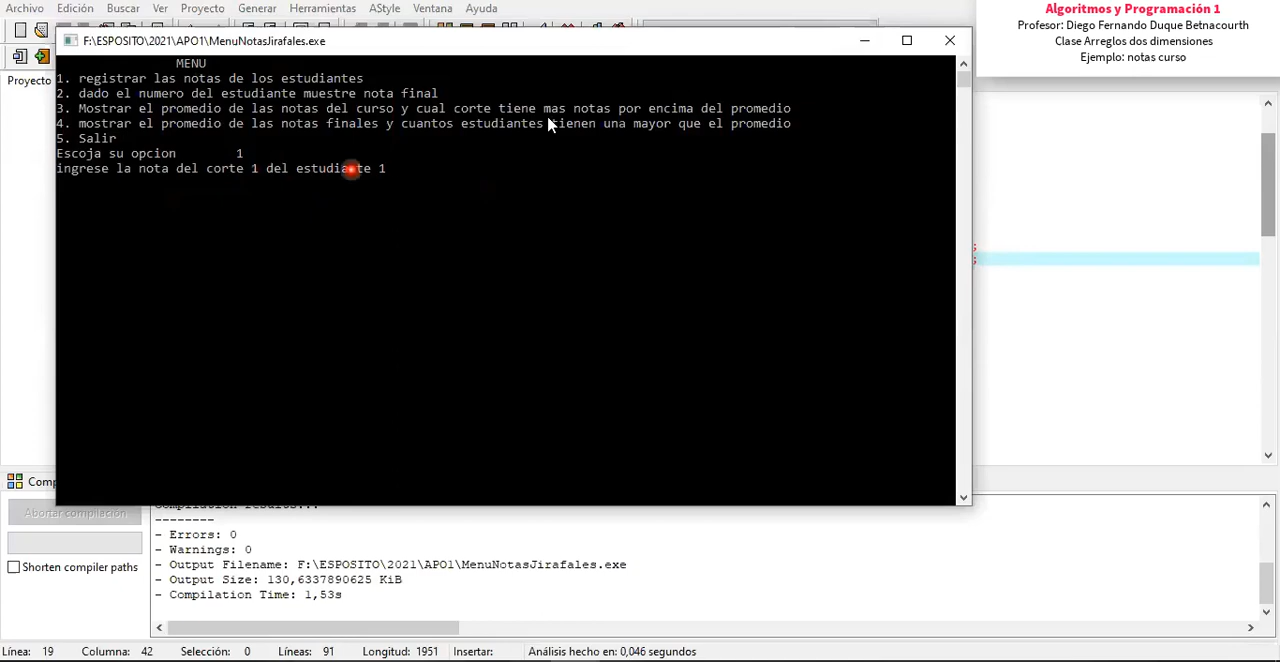 Archivo Edición Buscar Ver Proyecto Generar Herramientas AStyle Ventana Ayuda
Algoritmos y Programación 1
Profesor: Diego Fernando Duque Betnacourth
Clase Arreglos dos dimensiones
Ejemplo: notas curso
F:\ESPOSITO\2021\APO1\MenuNotasJirafales.exe
Proyecto
MENU
1. registrar las notas de los estudiantes
2. dado el numero del estudiante muestre nota final
3. Mostrar el promedio de las notas del curso y cual corte tiene mas notas por encima del promedio
4. mostrar el promedio de las notas finales y cuantos estudiantes tienen una mayor que el promedio
5. Salir
Escoja su opcion 1
ingrese la nota del corte 1 del estudiante 1
;
;
Comp
Abortar compilación
Shorten compiler paths
Compilation results...
--------
- Errors: 0
- Warnings: 0
- Output Filename: F:\ESPOSITO\2021\APO1\MenuNotasJirafales.exe
- Output Size: 130,6337890625 KiB
- Compilation Time: 1,53s
Línea: 19 Columna: 42 Selección: 0 Líneas: 91 Longitud: 1951 Insertar: Análisis hecho en: 0,046 segundos